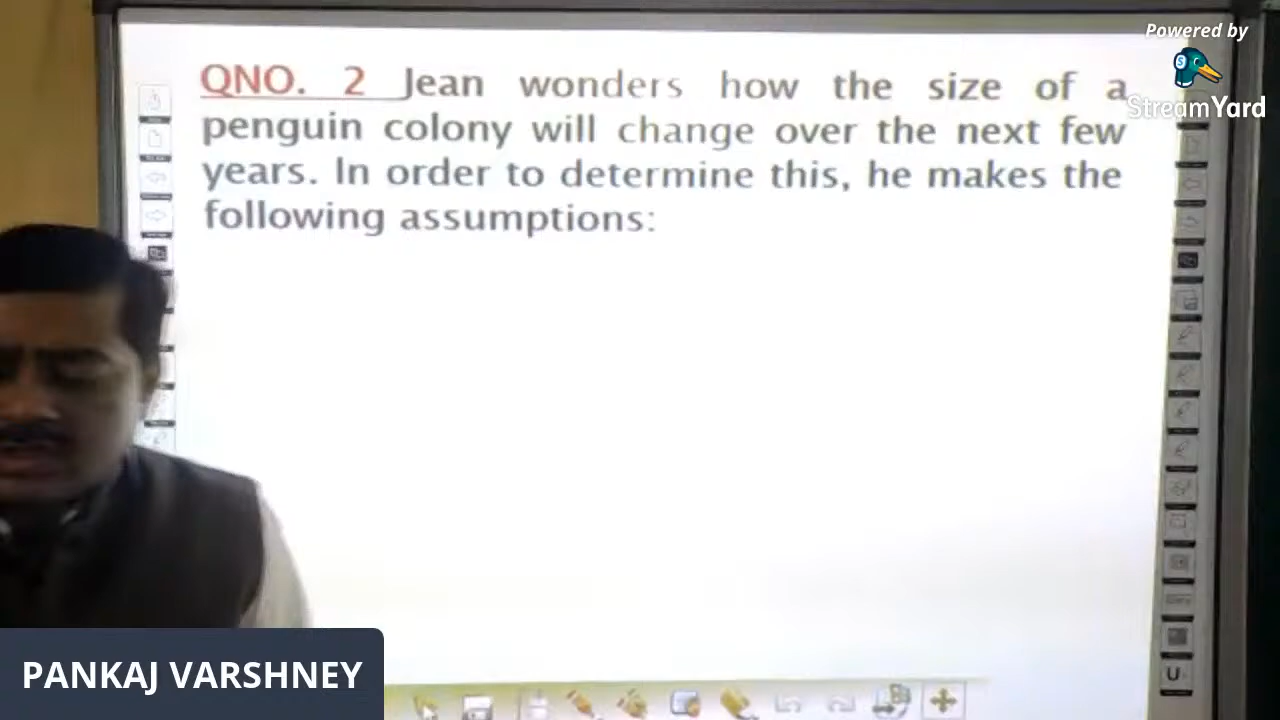 Powered by
StreamYard
QNO. 2 Jean wonders how the size of a
penguin colony will change over the next few
years. In order to determine this, he makes the
following assumptions:
U
PANKAJ VARSHNEY